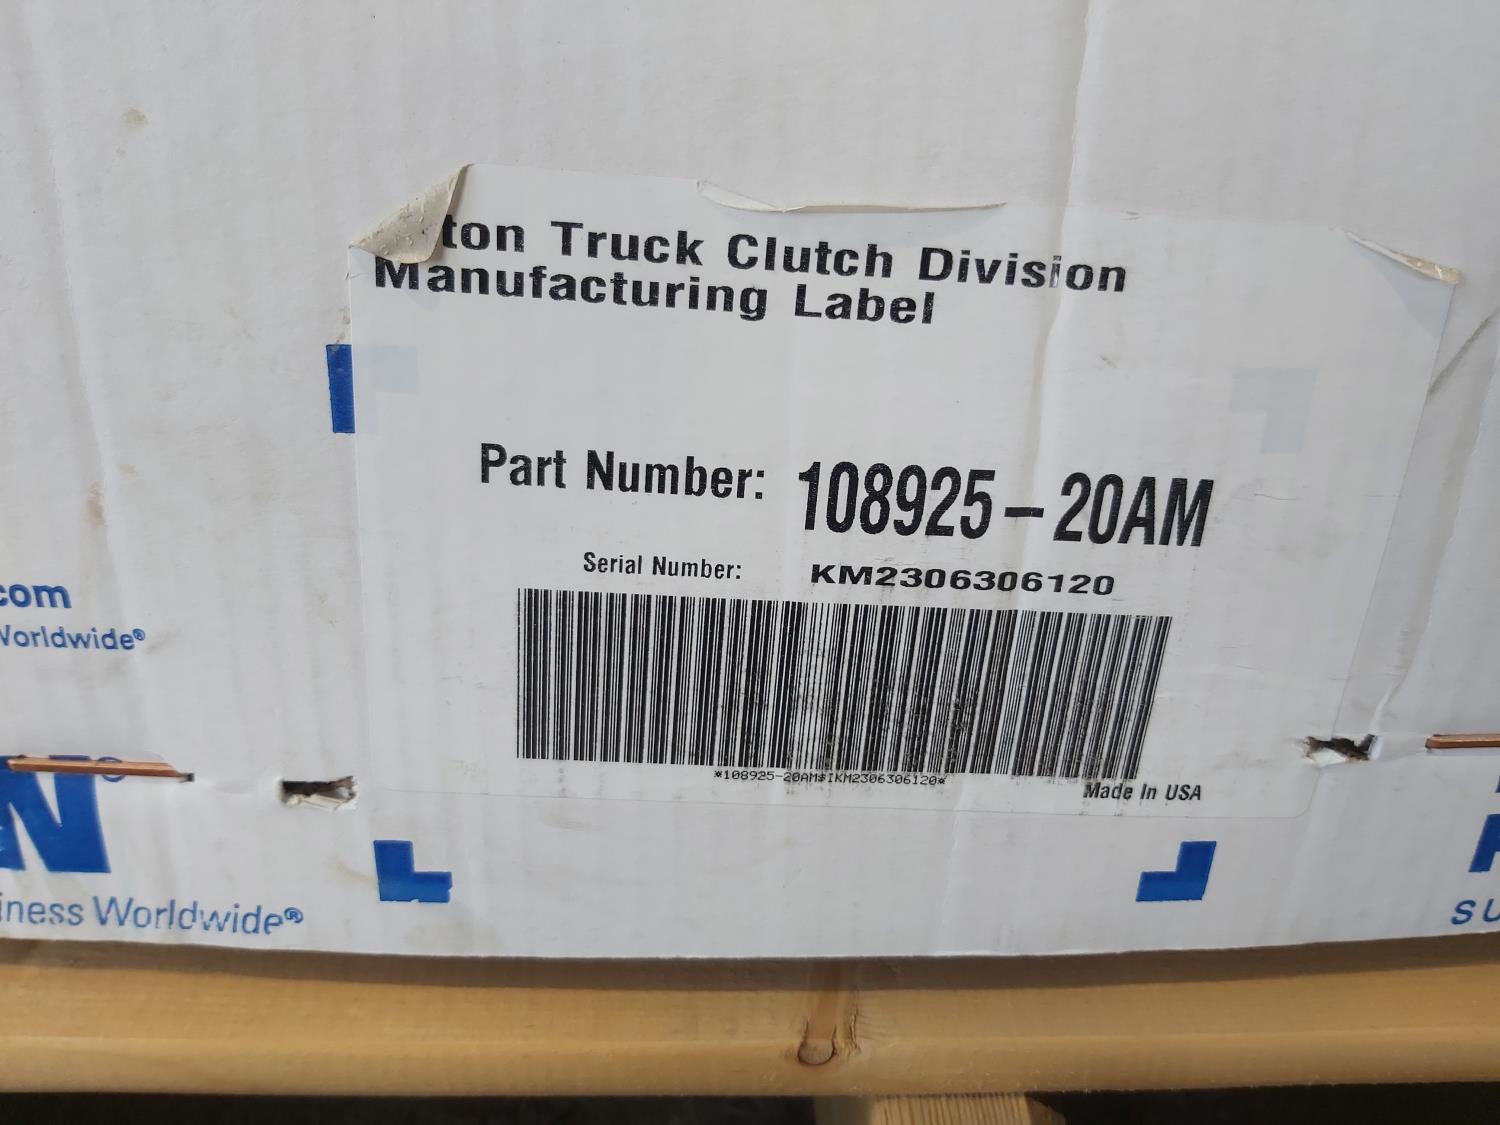 ton Truck Clutch Division
Manufacturing Label
Part Number: 108925-20AM
Serial Number: KM2306306120
*108925-20AM$IKM2306306120*
Made In USA
com
Worldwide®
N®
iness Worldwide®
SU